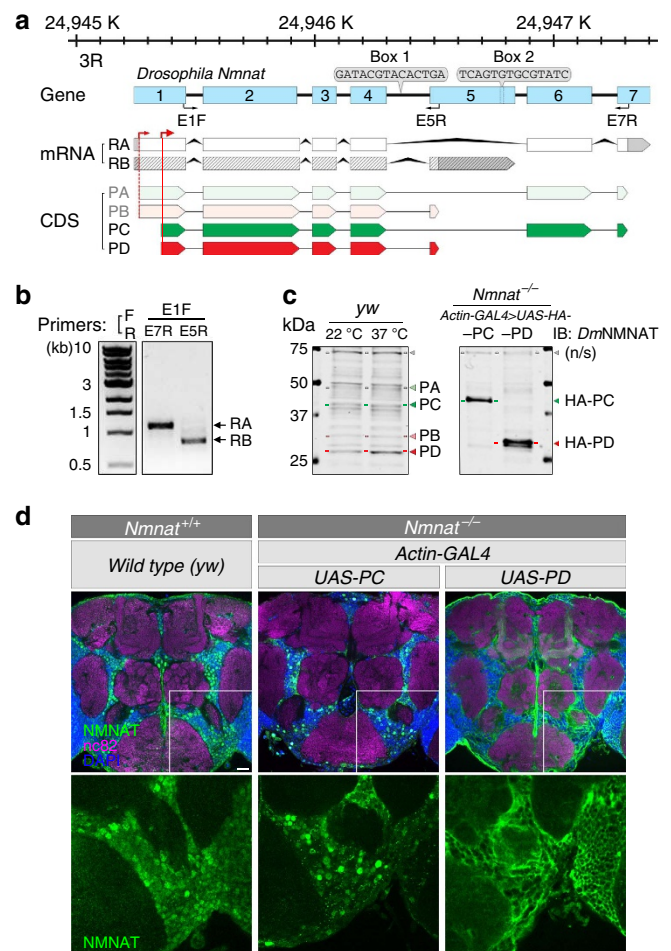 a
24,945 K 24,946 K 24,947 K
3R
Box 1 Box 2
Drosophila Nmnat
GATACGTACACTGA TCAGTGTGCGTATC
Gene 1 2 3 4 5 6 7
E1F E5R E7R
mRNA
RA
RB
CDS
PA
PB
PC
PD
b
Primers: F E1F
R E7R E5R
(kb) 10
3
1.5
1
0.5
RA
RB
c
kDa
yw
22 °C 37 °C
75
50
37
25
PA
PC
PB
PD
Nmnat−/−
Actin-GAL4>UAS-HA-
–PC –PD
IB: DmNMNAT
(n/s)
HA-PC
HA-PD
d
Nmnat+/+ Nmnat−/−
Wild type (yw) Actin-GAL4
UAS-PC UAS-PD
NMNAT
nc82
DAPI
NMNAT